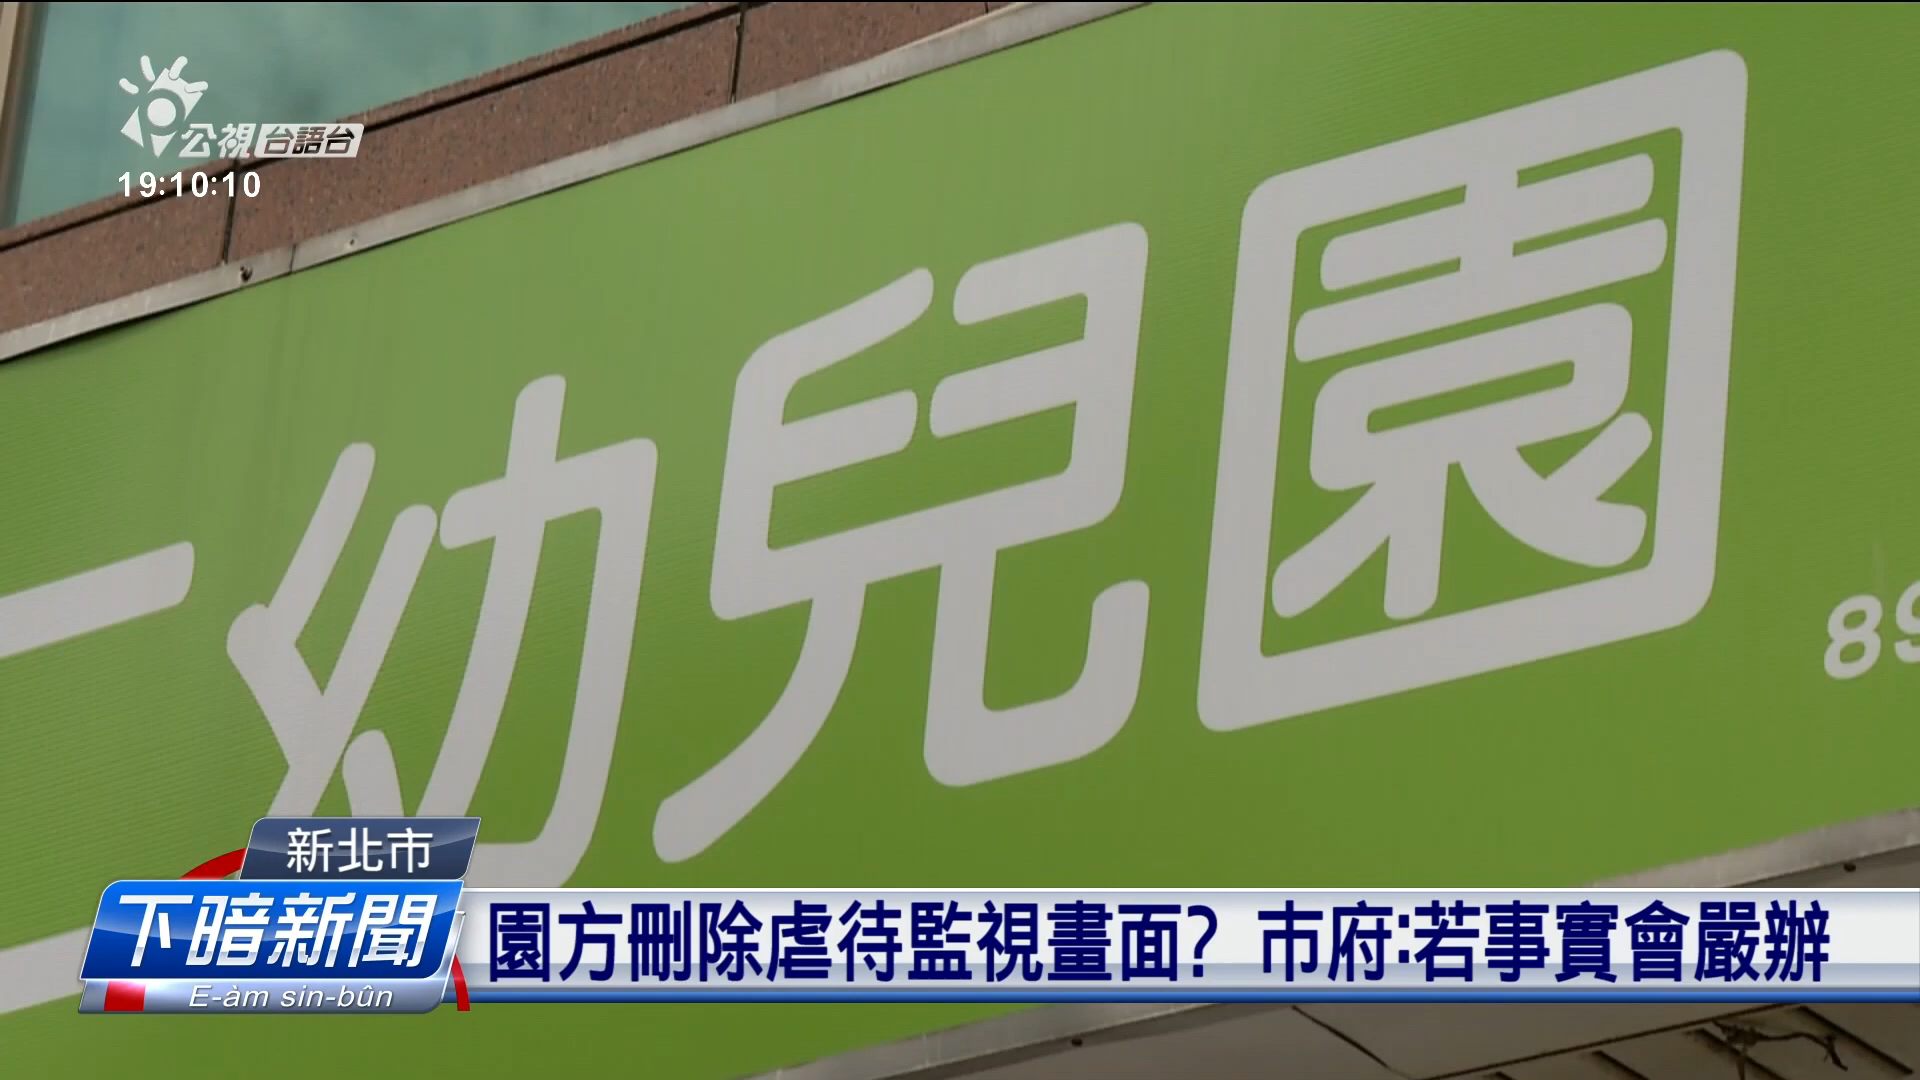 公視台語台
19:10:10
幼兒園
89
新北市
下暗新聞
E-àm sin-bûn
園方刪除虐待監視畫面？ 市府:若事實會嚴辦